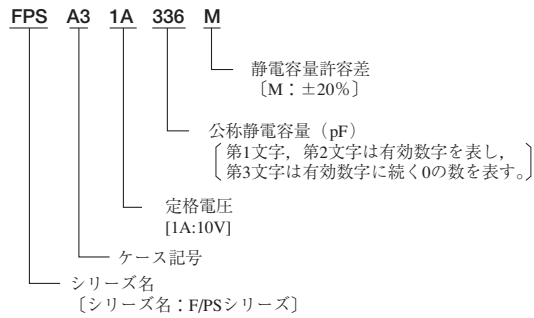 FPS A3 1A 336 M
静電容量許容差
〔M：±20%〕
公称静電容量（pF）
第1文字，第2文字は有効数字を表し，
第3文字は有効数字に続く0の数を表す。
定格電圧
[1A:10V]
ケース記号
シリーズ名
〔シリーズ名：F/PSシリーズ〕